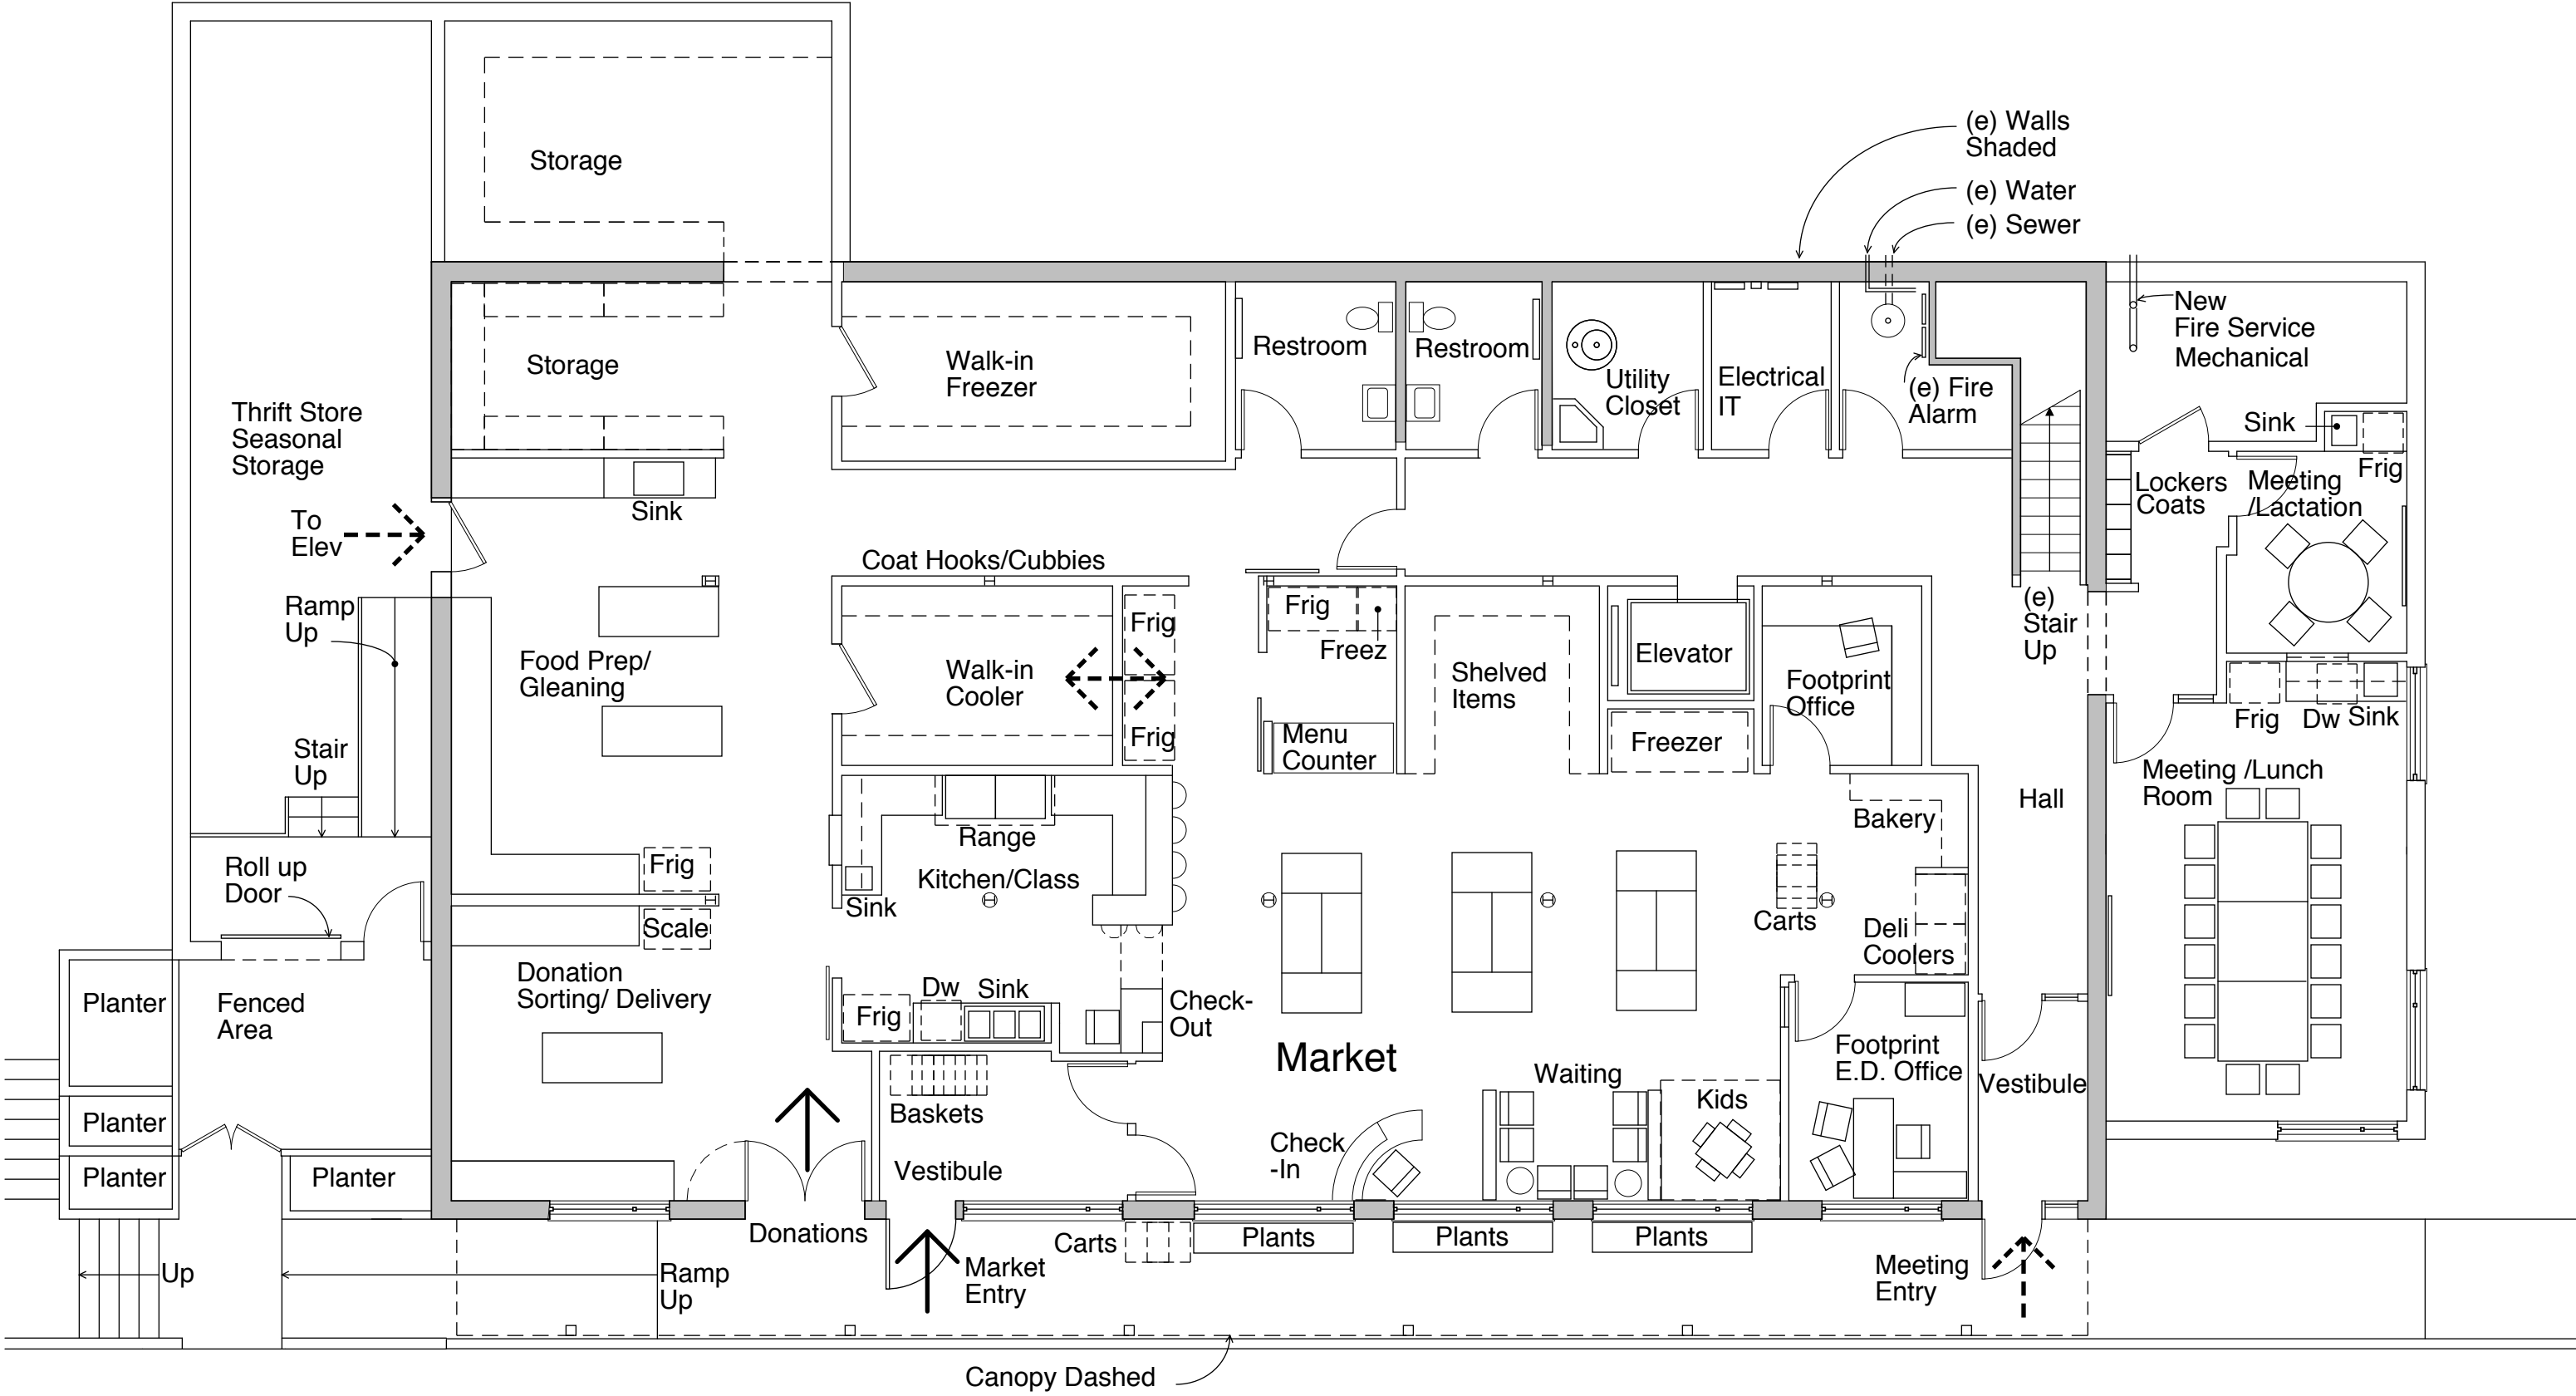 Storage
(e) Walls
Shaded
(e) Water
(e) Sewer
New
Fire Service
Mechanical
Storage
Walk-in
Freezer
Restroom
Restroom
Utility
Closet
Electrical
IT
(e) Fire
Alarm
Thrift Store
Seasonal
Storage
Sink
Frig
Lockers
Coats
Meeting
/Lactation
To
Elev
Sink
Coat Hooks/Cubbies
Ramp
Up
Food Prep/
Gleaning
Walk-in
Cooler
Frig
Frig
Frig
Freez
Menu
Counter
Shelved
Items
Elevator
Freezer
Footprint
Office
(e)
Stair
Up
Frig
Dw
Sink
Stair
Up
Meeting /Lunch
Room
Hall
Range
Kitchen/Class
Sink
Bakery
Carts
Deli
Coolers
Roll up
Door
Frig
Scale
Donation
Sorting/ Delivery
Frig
Dw
Sink
Check-
Out
Planter
Fenced
Area
Market
Footprint
E.D. Office
Vestibule
Waiting
Kids
Baskets
Planter
Check
-In
Planter
Planter
Vestibule
Donations
Carts
Plants
Plants
Plants
Up
Ramp
Up
Market
Entry
Meeting
Entry
Canopy Dashed